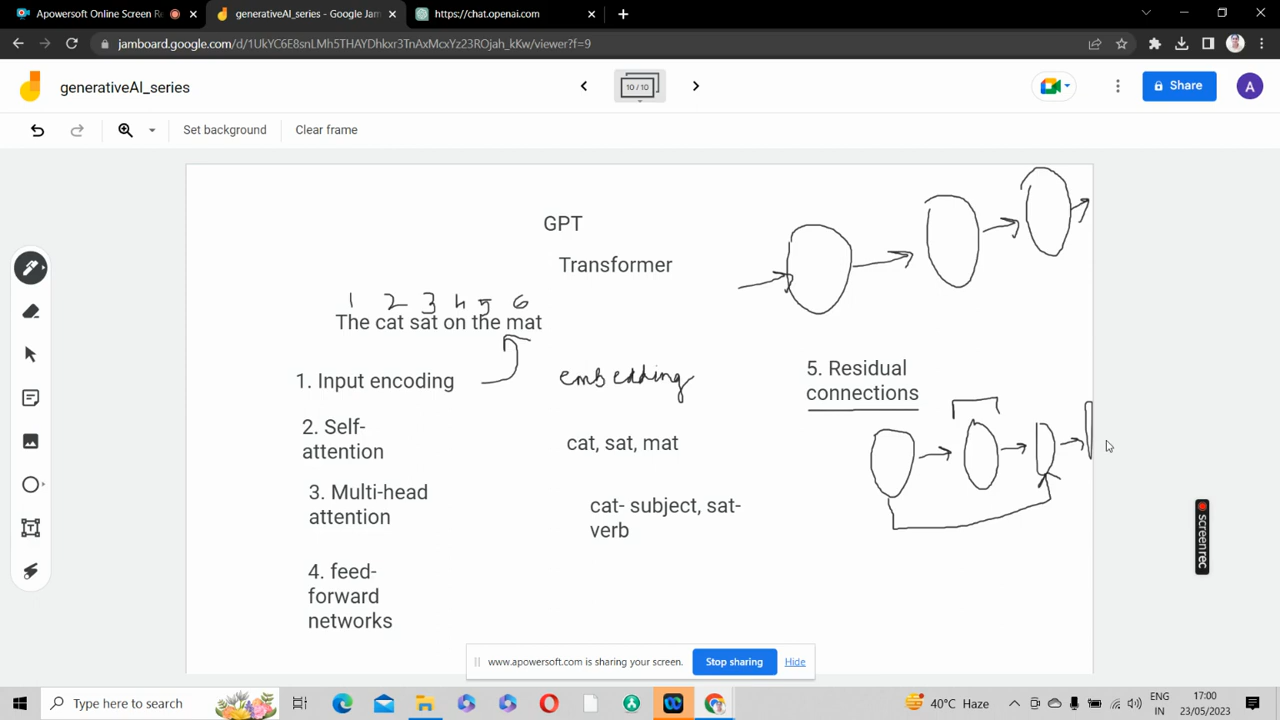 Apowersoft Online Screen Re
generativeAI_series - Google Jam
https://chat.openai.com
jamboard.google.com/d/1UkYC6E8snLMh5THAYDhkxr3TnAxMcxYz23ROjah_kKw/viewer?f=9
generativeAI_series
10 / 10
Share
A
Set background
Clear frame
GPT
Transformer
1 2 3 4 5 6
The cat sat on the mat
1. Input encoding
embedding
2. Self-
attention
cat, sat, mat
3. Multi-head
attention
cat- subject, sat-
verb
4. feed-
forward
networks
5. Residual
connections
screenrec
www.apowersoft.com is sharing your screen.
Stop sharing
Hide
Type here to search
40°C Haze
ENG
IN
17:00
23/05/2023